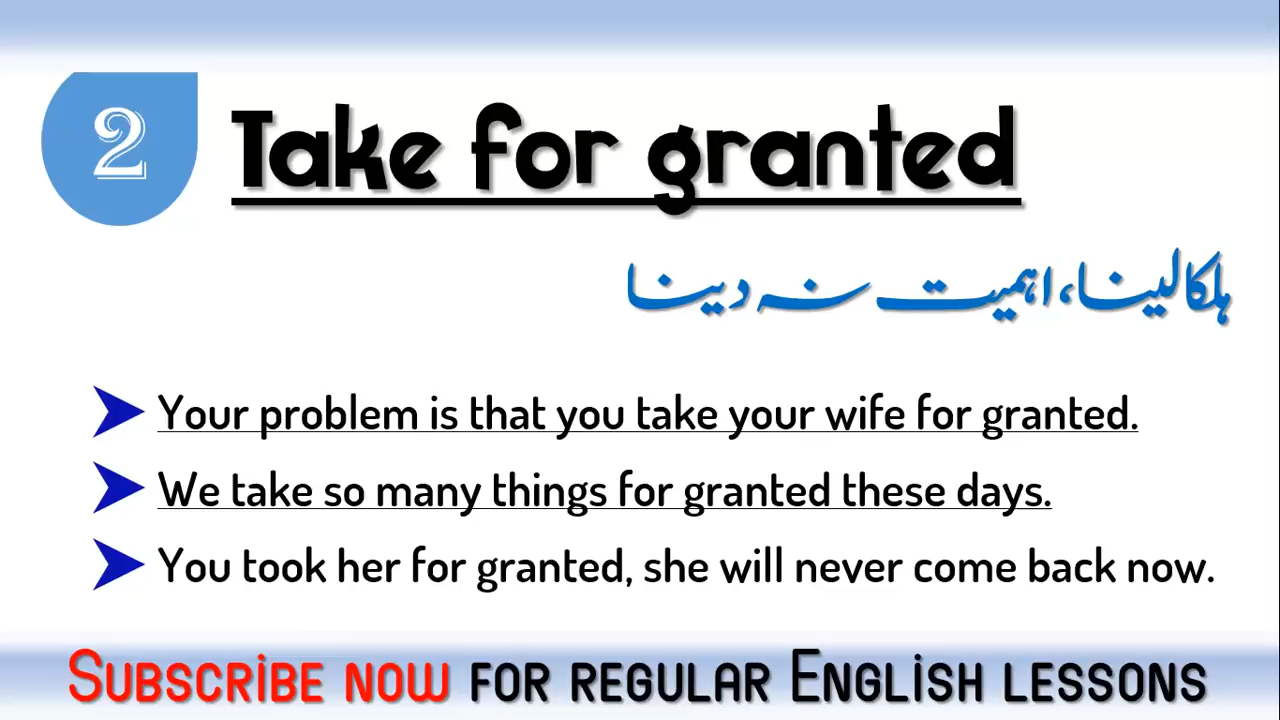 2
Take for granted
ہلکا لینا، اہمیت نہ دینا
Your problem is that you take your wife for granted.
We take so many things for granted these days.
You took her for granted, she will never come back now.
Subscribe now for regular English lessons